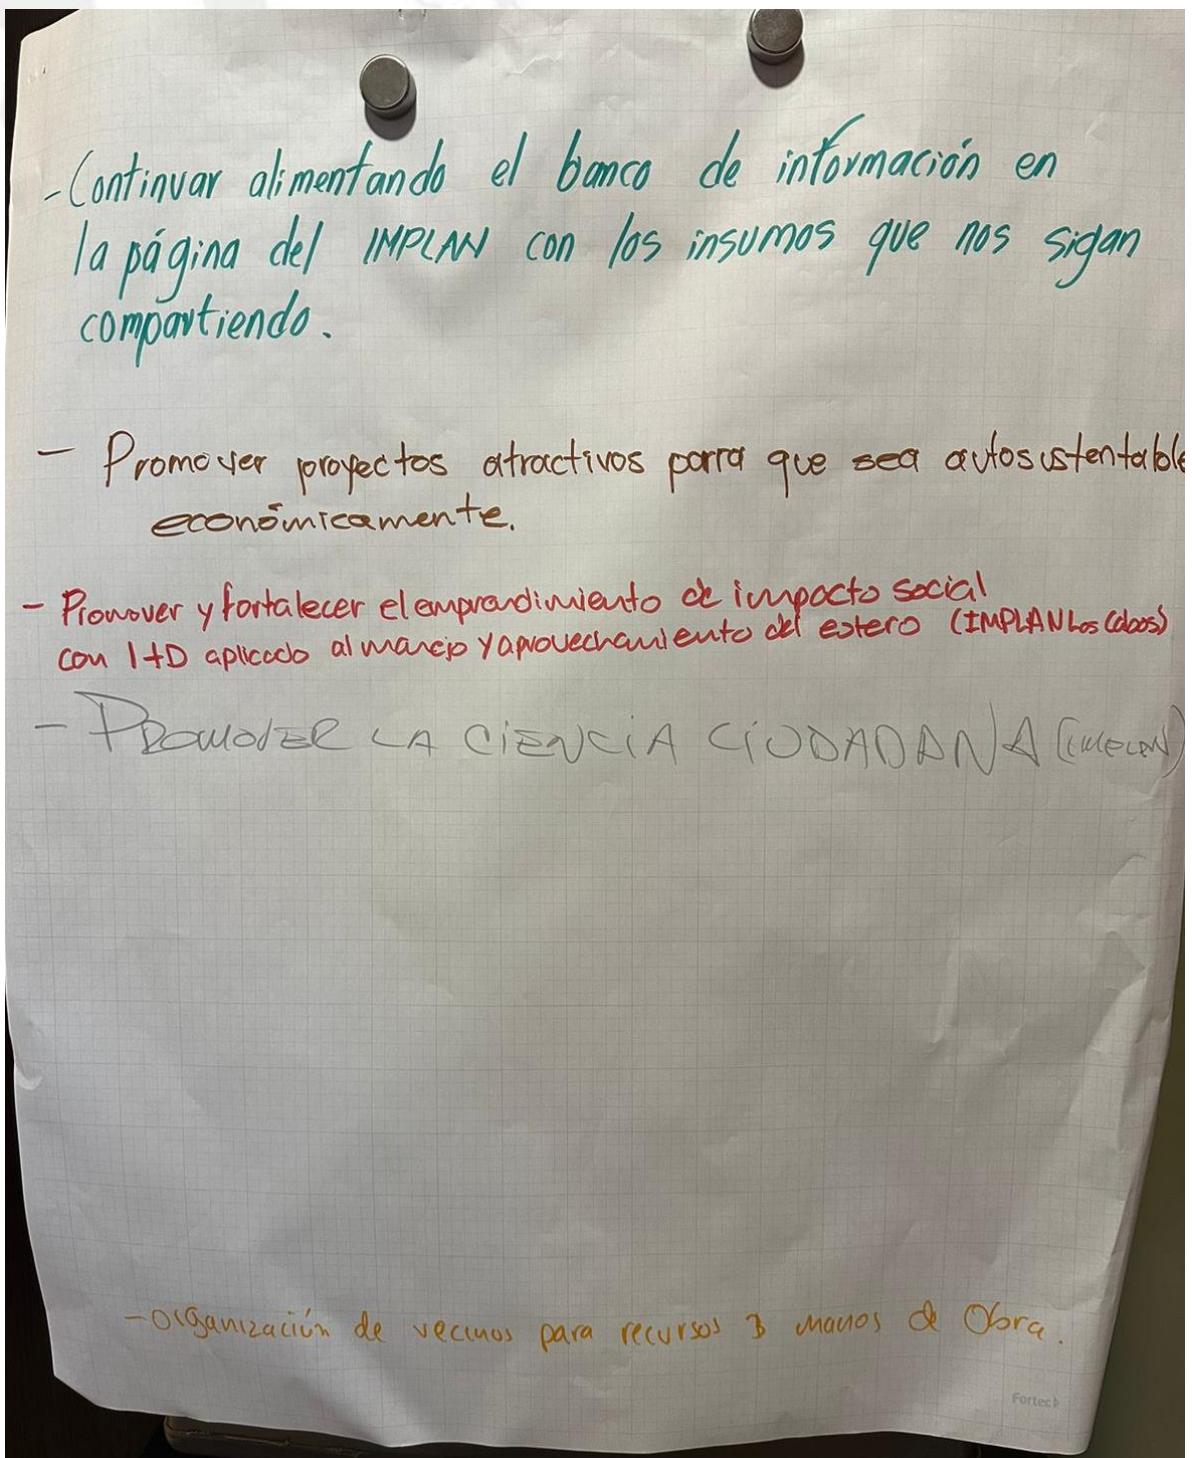 - Continuar alimentando el banco de información en
la página del IMPLAN con los insumos que nos sigan
compartiendo.
- Promover proyectos atractivos para que sea autosustentable
económicamente.
- Promover y fortalecer el emprendimiento de impacto social
con I+D aplicado al manejo y aprovechamiento del estero (IMPLAN Los Cabos)
- PROMOVER LA CIENCIA CIUDADANA (IMPLAN)
- Organización de vecinos para recursos y manos de Obra.
Fortec